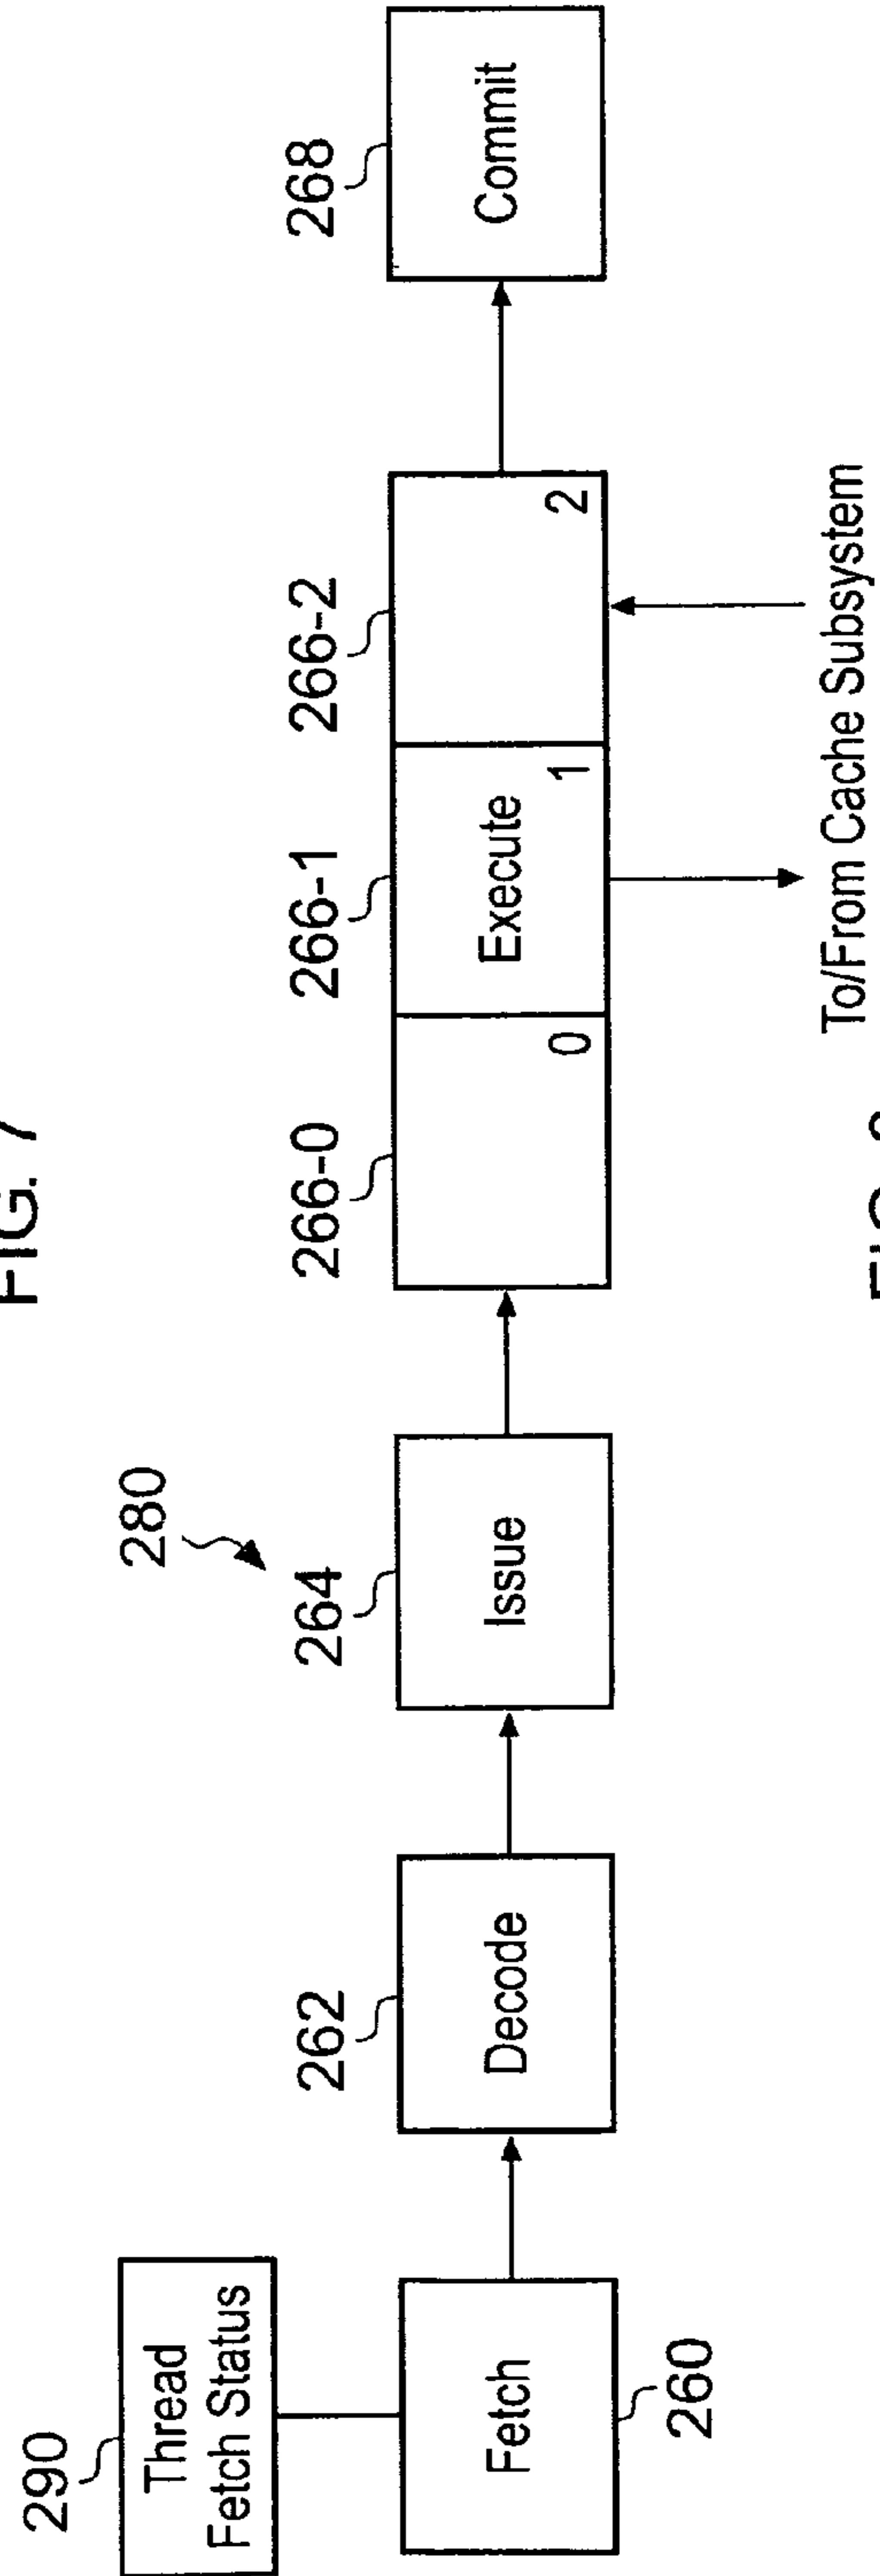 FIG. 7
290
Thread
Fetch Status
Fetch
260
262
Decode
280
264
Issue
266-0
0
266-1
Execute
1
266-2
2
268
Commit
To/From Cache Subsystem